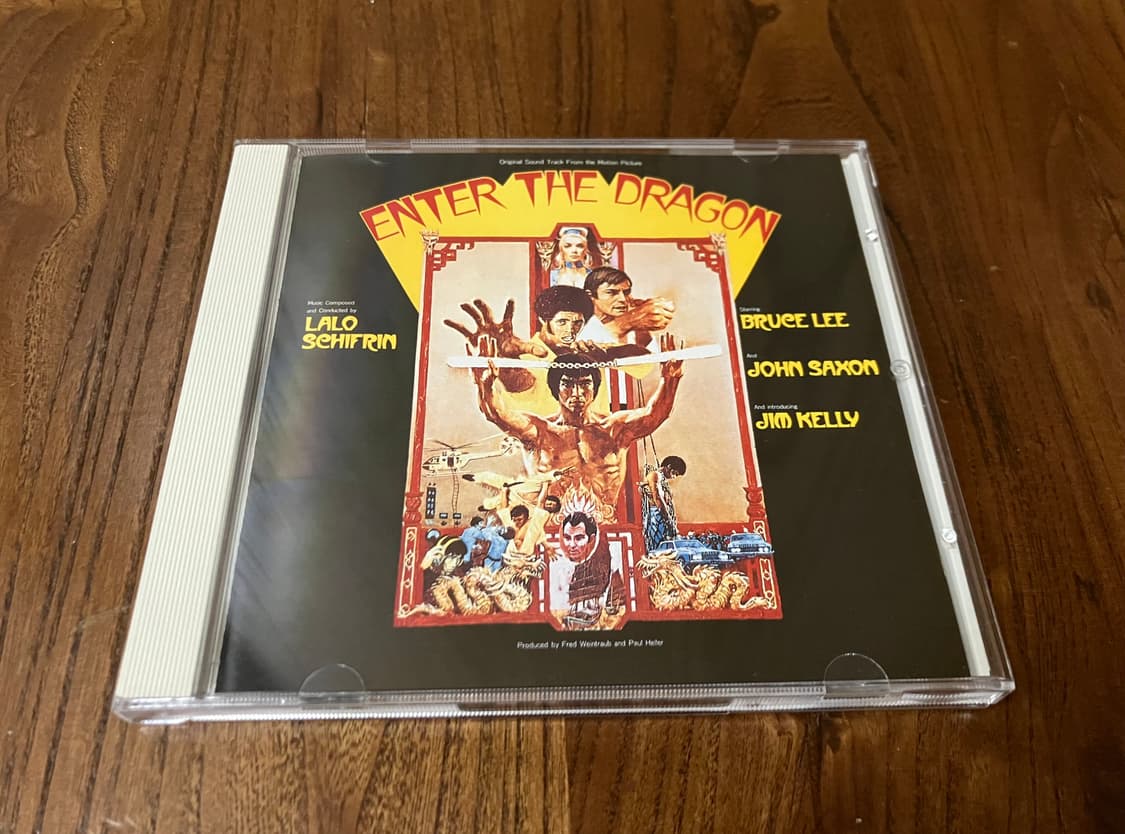 Original Sound Track From the Motion Picture
ENTER THE DRAGON
Music Composed
and Conducted by
LALO
SCHIFRIN
Starring
BRUCE LEE
And
JOHN SAXON
And introducing
JIM KELLY
Produced by Fred Weintraub and Paul Heller